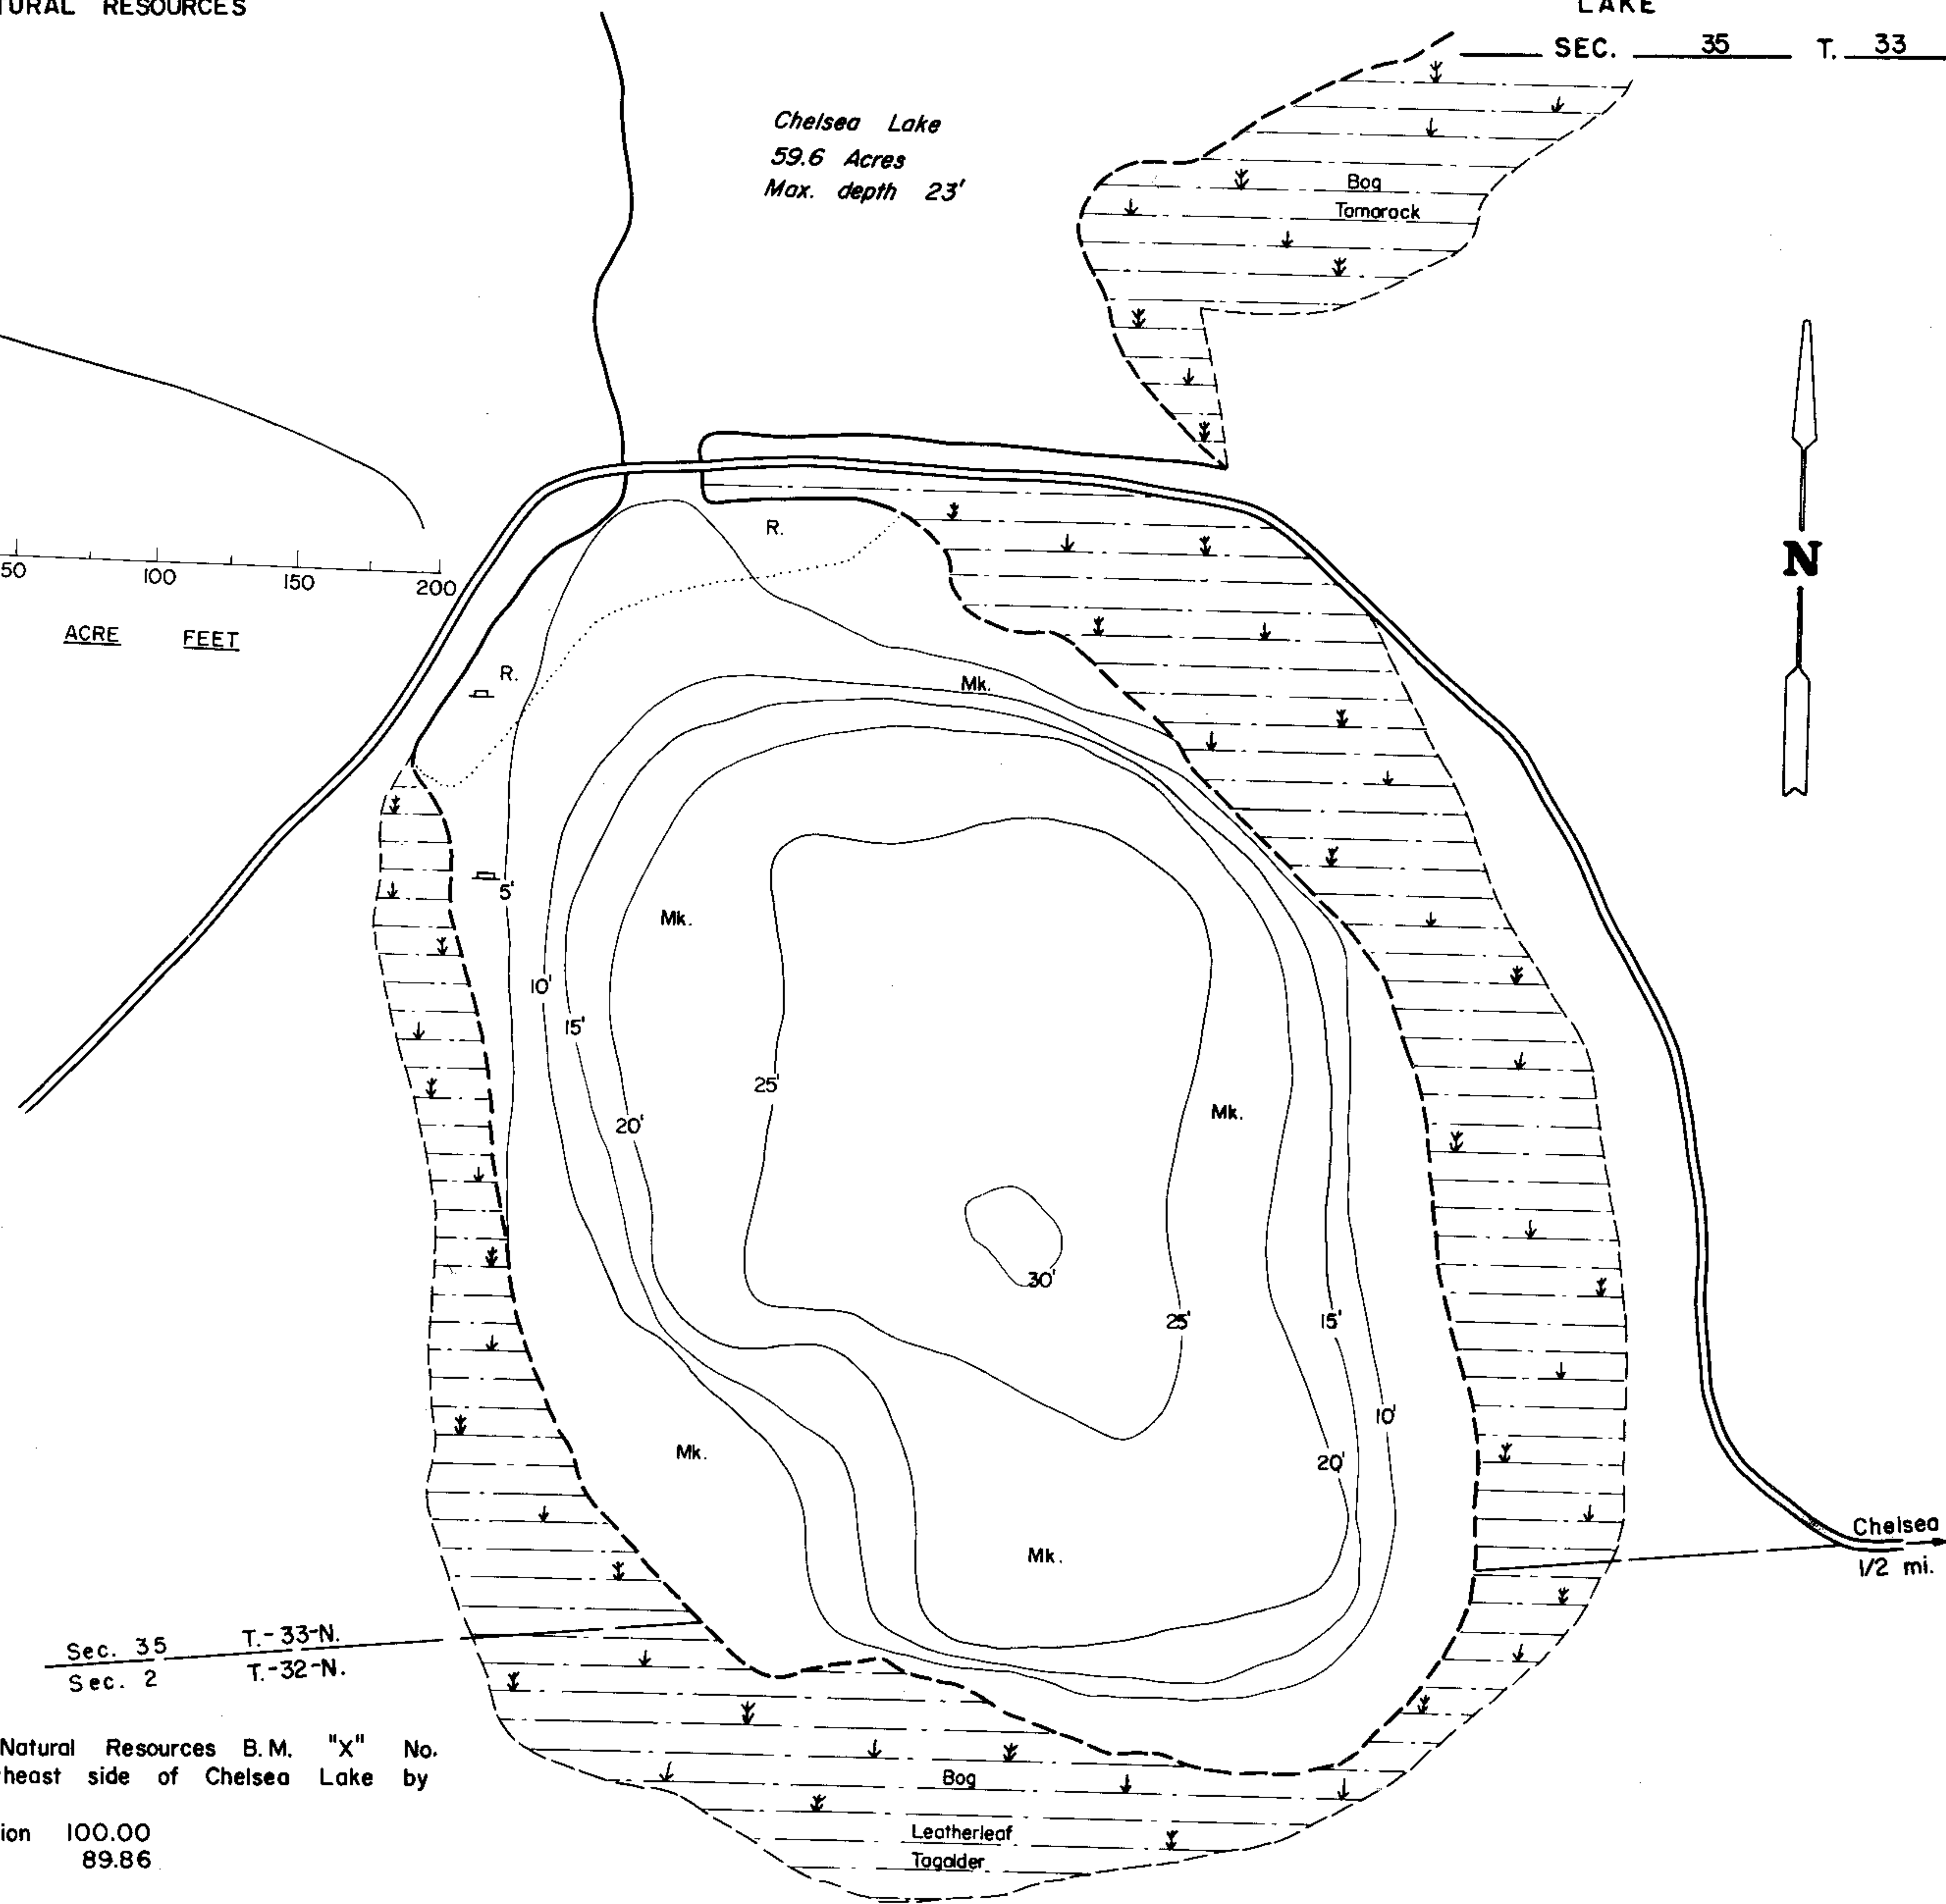 TURAL RESOURCES
LAKE
SEC. 35 T. 33
Chelsea Lake
59.6 Acres
Max. depth 23'
Bog
Tamarack
N
50 100 150 200
ACRE FEET
R.
R.
Mk.
5'
Mk.
10'
15'
25'
20'
Mk.
30'
25'
15'
10'
20'
Mk.
Mk.
Chelsea
1/2 mi.
Sec. 35 T.-33-N.
Sec. 2 T.-32-N.
Natural Resources B.M. "X" No.
heast side of Chelsea Lake by
ion 100.00
89.86
Bog
Leatherleaf
Tagalder